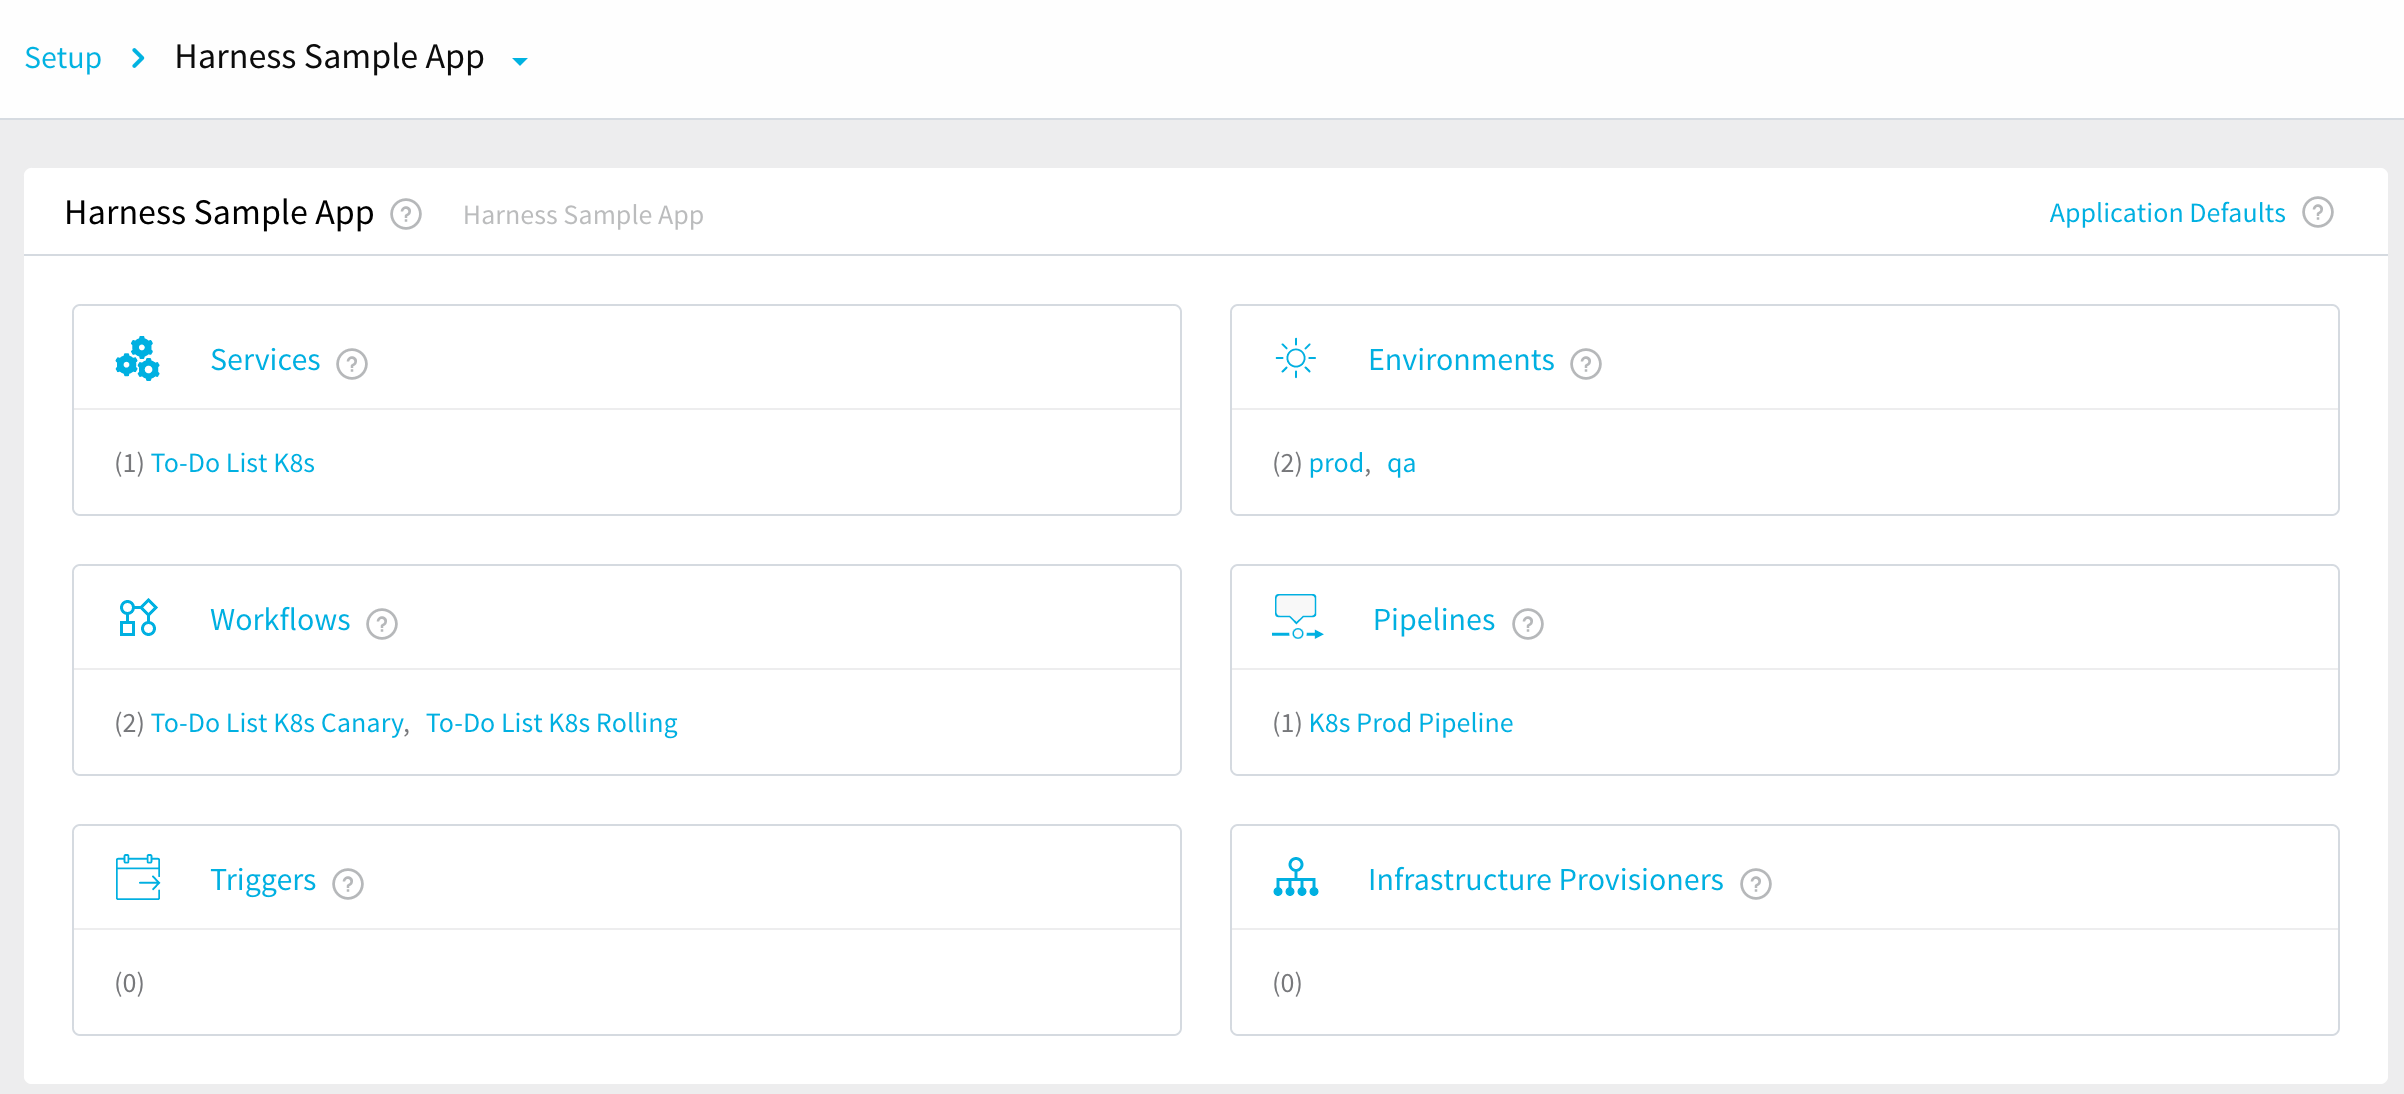 Setup > Harness Sample App
Harness Sample App ? Harness Sample App Application Defaults ?
Services ?
(1) To-Do List K8s
Environments ?
(2) prod, qa
Workflows ?
(2) To-Do List K8s Canary, To-Do List K8s Rolling
Pipelines ?
(1) K8s Prod Pipeline
Triggers ?
(0)
Infrastructure Provisioners ?
(0)